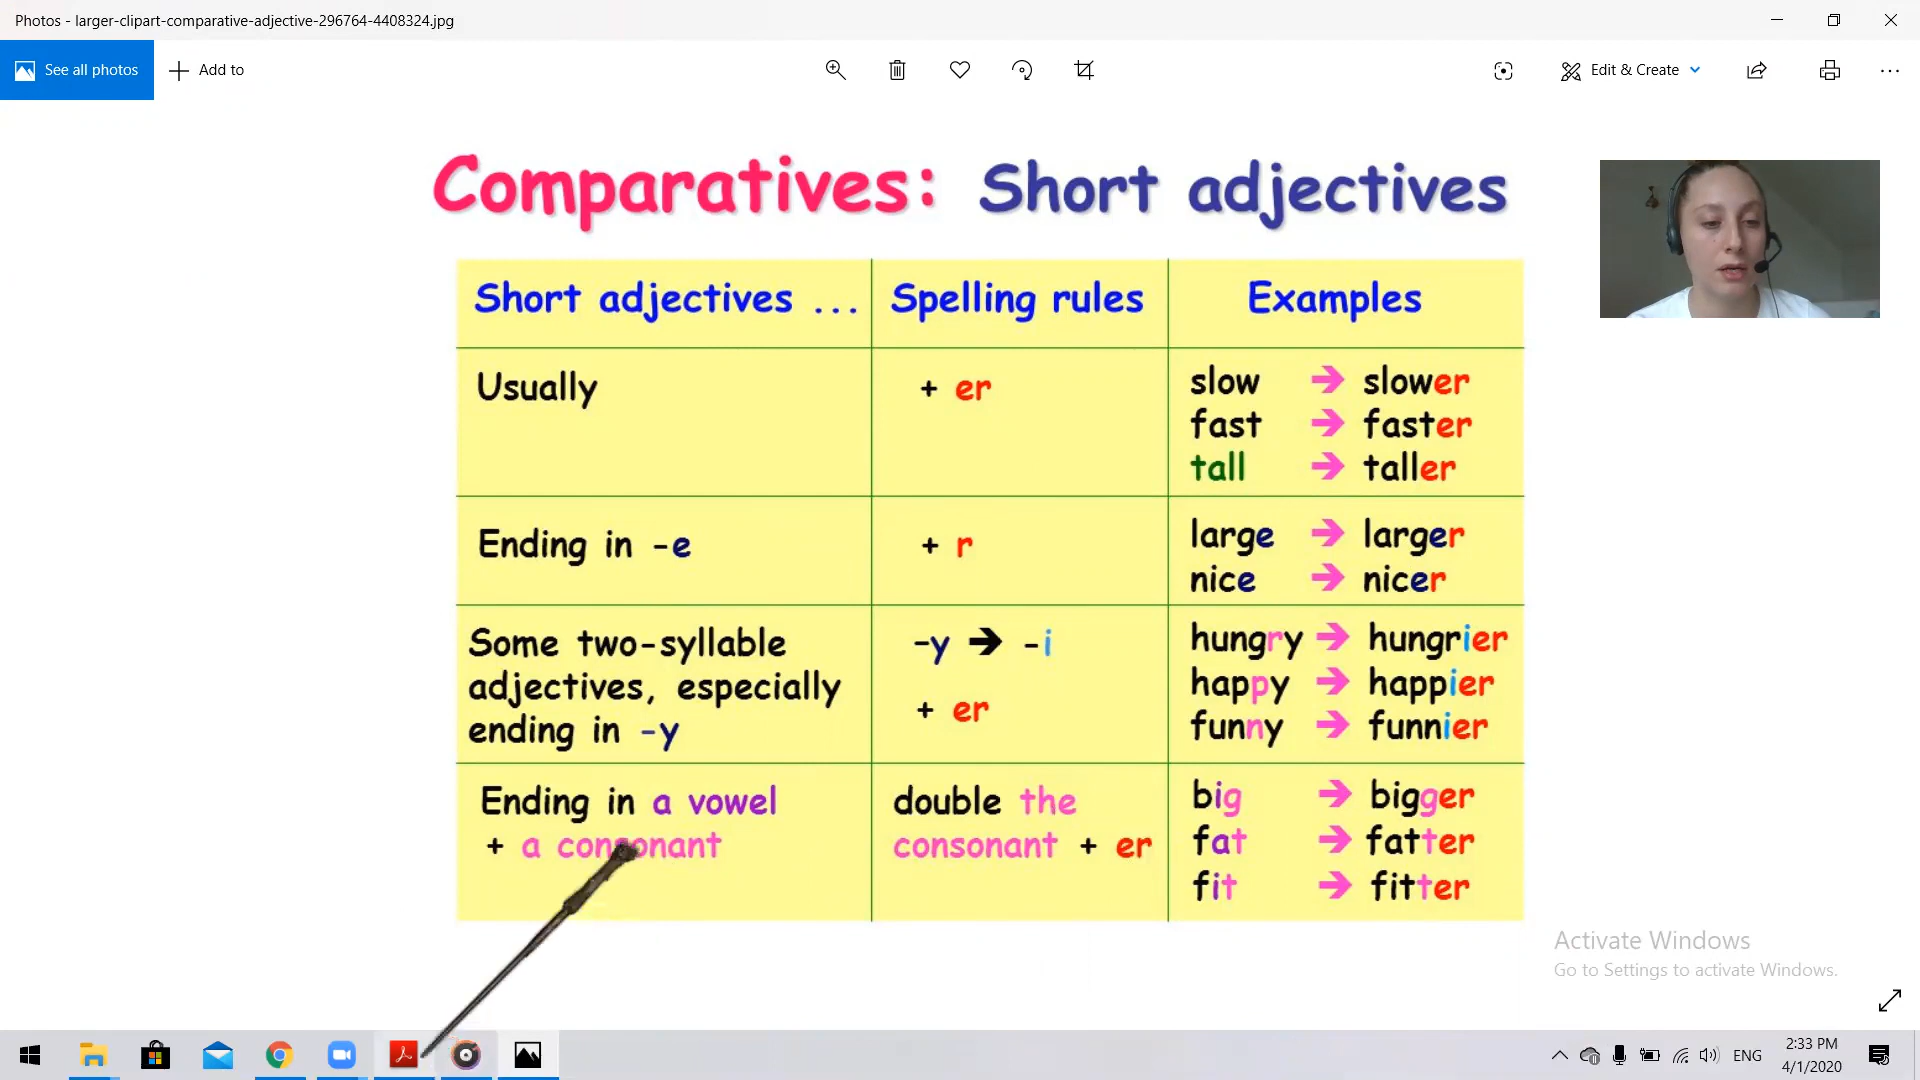 Photos - larger-clipart-comparative-adjective-296764-4408324.jpg
See all photos
Add to
Edit & Create
Comparatives: Short adjectives
Short adjectives ...
Spelling rules
Examples
Usually
+ er
slow → slower
fast → faster
tall → taller
Ending in -e
+ r
large → larger
nice → nicer
Some two-syllable
adjectives, especially
ending in -y
-y → -i
+ er
hungry → hungrier
happy → happier
funny → funnier
Ending in a vowel
+ a consonant
double the
consonant + er
big → bigger
fat → fatter
fit → fitter
Activate Windows
Go to Settings to activate Windows.
ENG
2:33 PM
4/1/2020